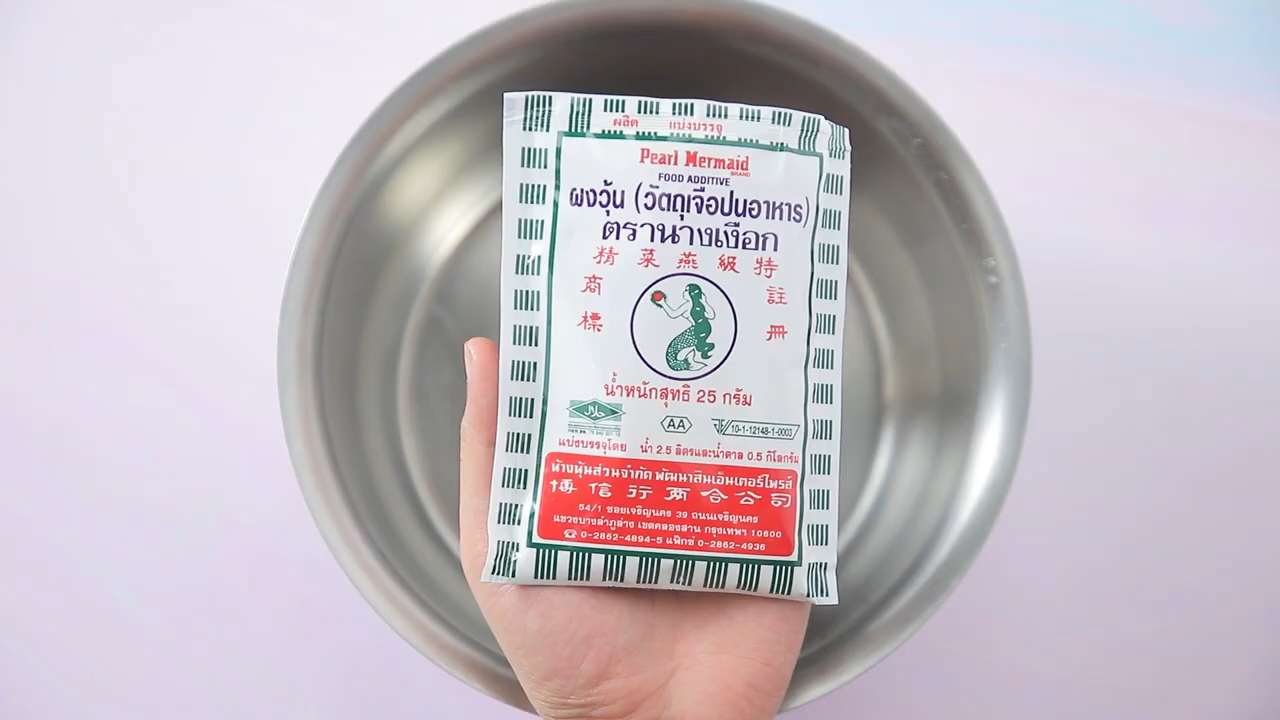 ผลิต แบ่งบรรจุ
Pearl Mermaid
BRAND
FOOD ADDITIVE
ผงวุ้น (วัตถุเจือปนอาหาร)
ตรานางเงือก
精菜燕級特
商 註
標 冊
น้ำหนักสุทธิ 25 กรัม
AA
10-1-12148-1-0003
แบ่งบรรจุโดย น้ำ 2.5 ลิตรและน้ำตาล 0.5 กิโลกรัม
ห้างหุ้นส่วนจำกัด พัฒนาสินเอ็นเตอร์ไพรส์
博信行兩合公司
54/1 ซอยเจริญนคร 39 ถนนเจริญนคร
แขวงบางลำภูล่าง เขตคลองสาน กรุงเทพฯ 10600
☎ 0-2862-4894-5 แฟ็กซ์ 0-2862-4936